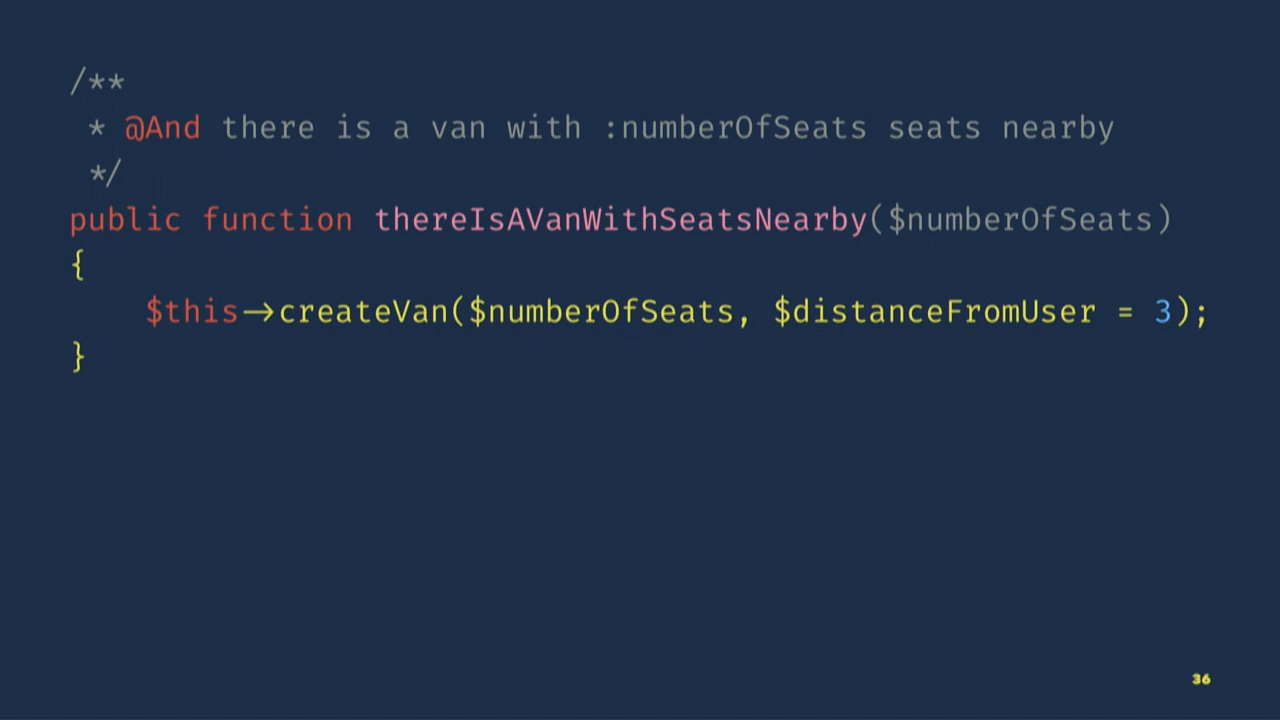 /**
 * @And there is a van with :numberOfSeats seats nearby
 */
public function thereIsAVanWithSeatsNearby($numberOfSeats)
{
    $this→createVan($numberOfSeats, $distanceFromUser = 3);
}
36